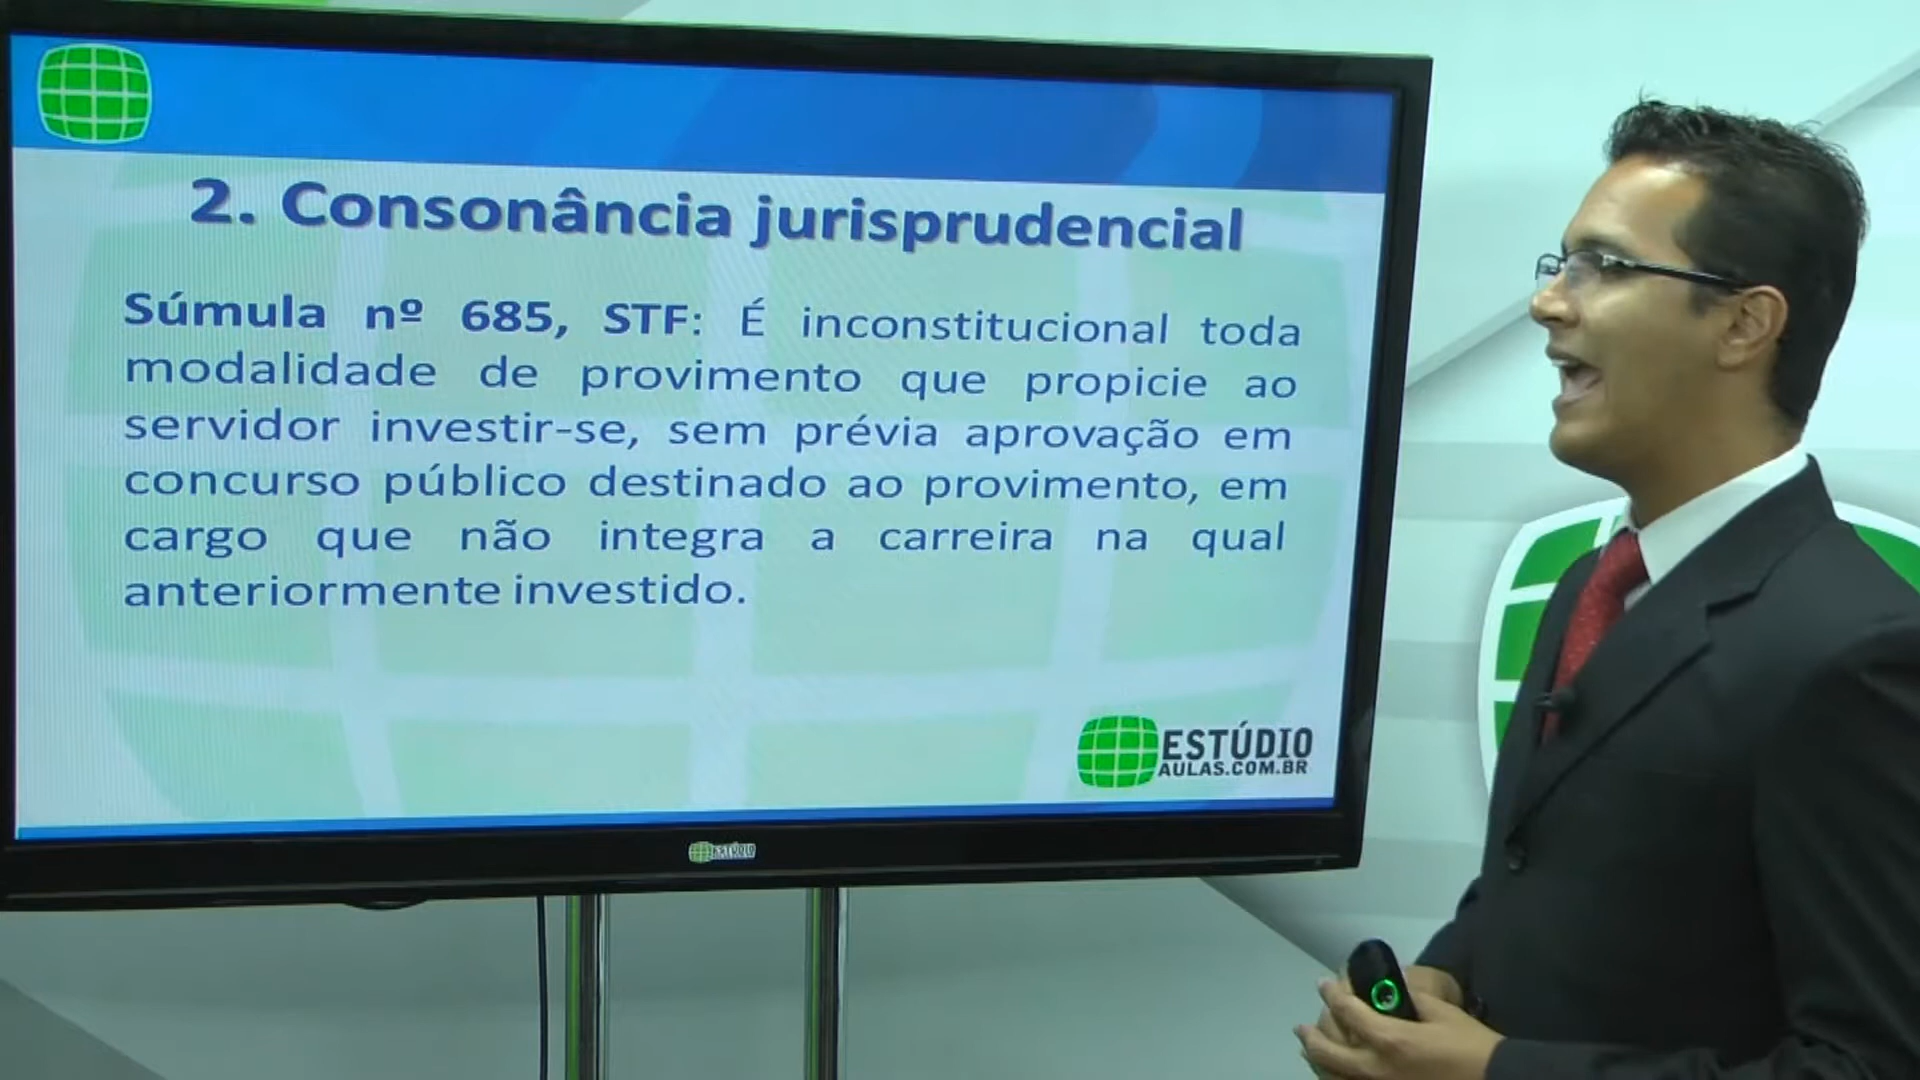 2. Consonância jurisprudencial
Súmula nº 685, STF: É inconstitucional toda
modalidade de provimento que propicie ao
servidor investir-se, sem prévia aprovação em
concurso público destinado ao provimento, em
cargo que não integra a carreira na qual
anteriormente investido.
ESTÚDIO
AULAS.COM.BR
ESTÚDIO